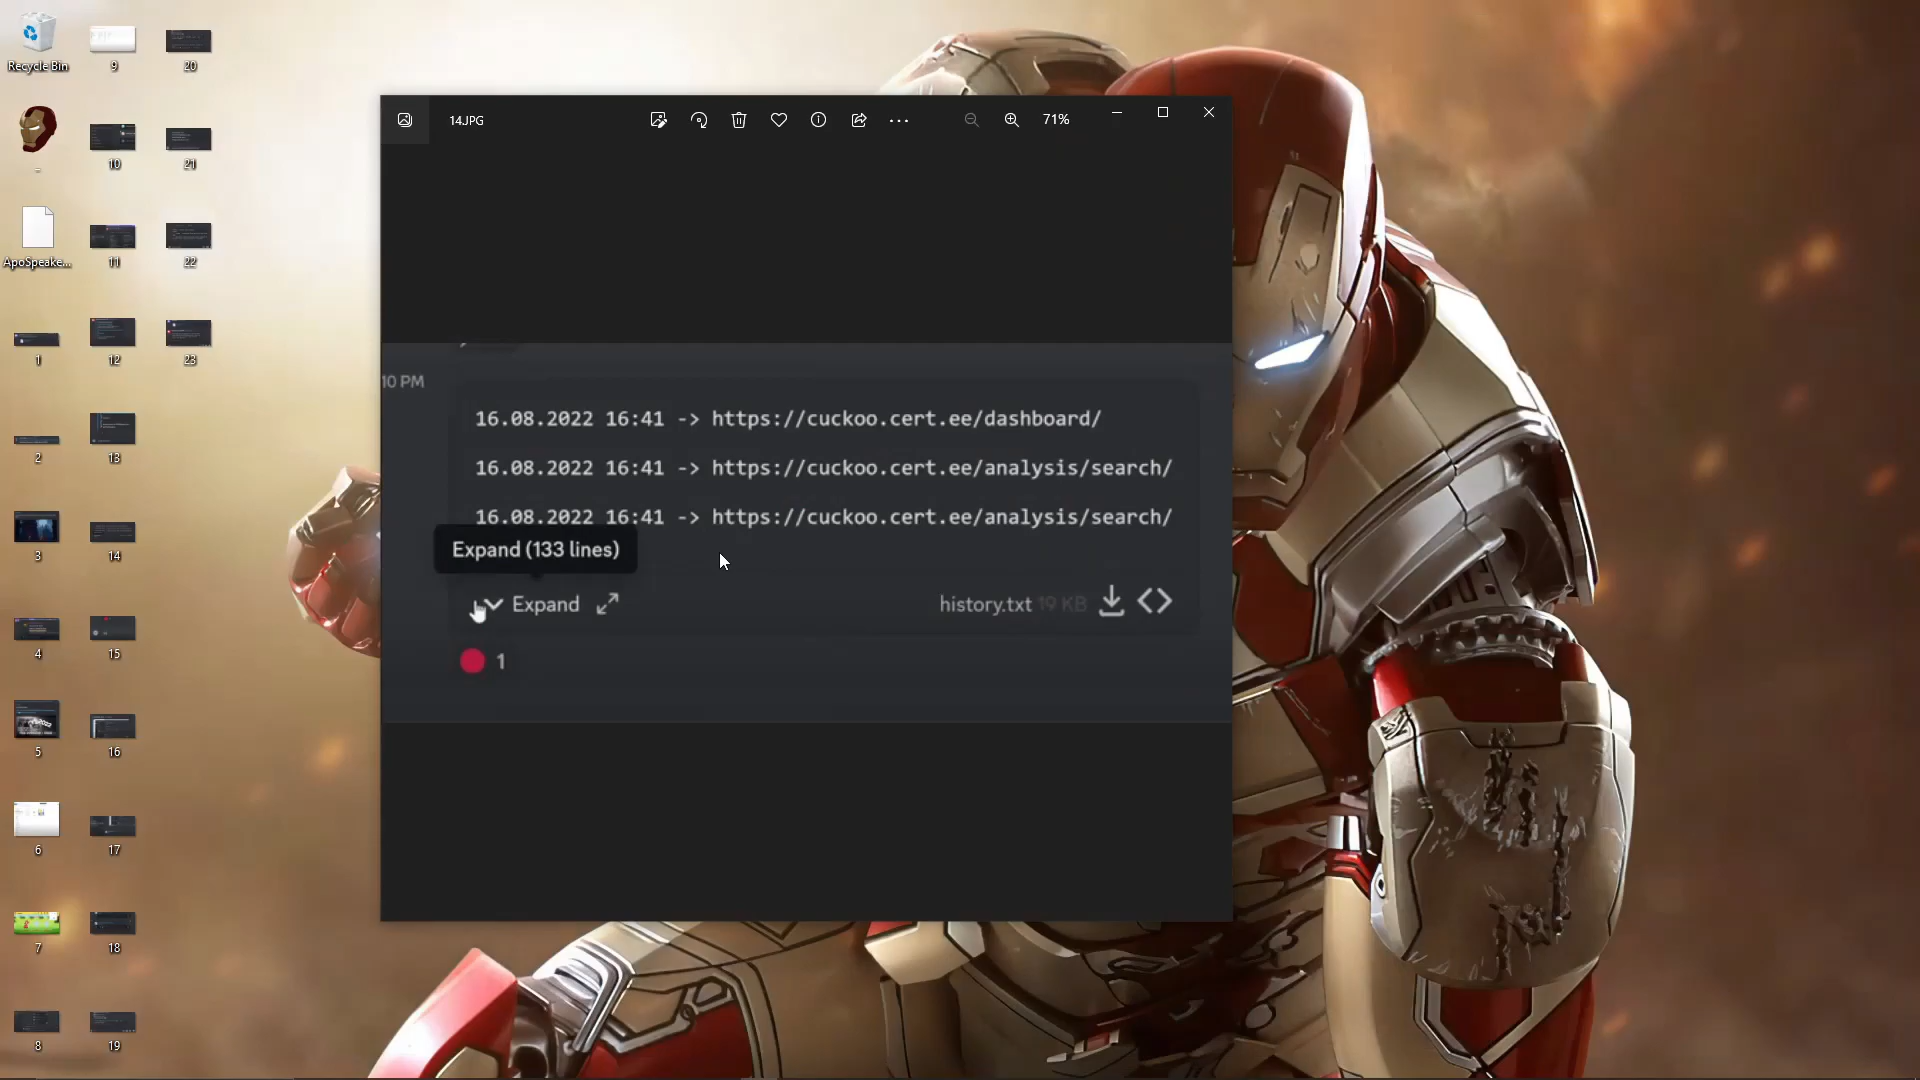 Recycle Bin
9
20
-
10
21
ApoSpeake...
11
22
1
12
23
2
13
3
14
4
15
5
16
6
17
7
18
8
19
14.JPG
71%
10 PM
16.08.2022 16:41 -> https://cuckoo.cert.ee/dashboard/
16.08.2022 16:41 -> https://cuckoo.cert.ee/analysis/search/
16.08.2022 16:41 -> https://cuckoo.cert.ee/analysis/search/
Expand (133 lines)
Expand
history.txt 19 KB
1